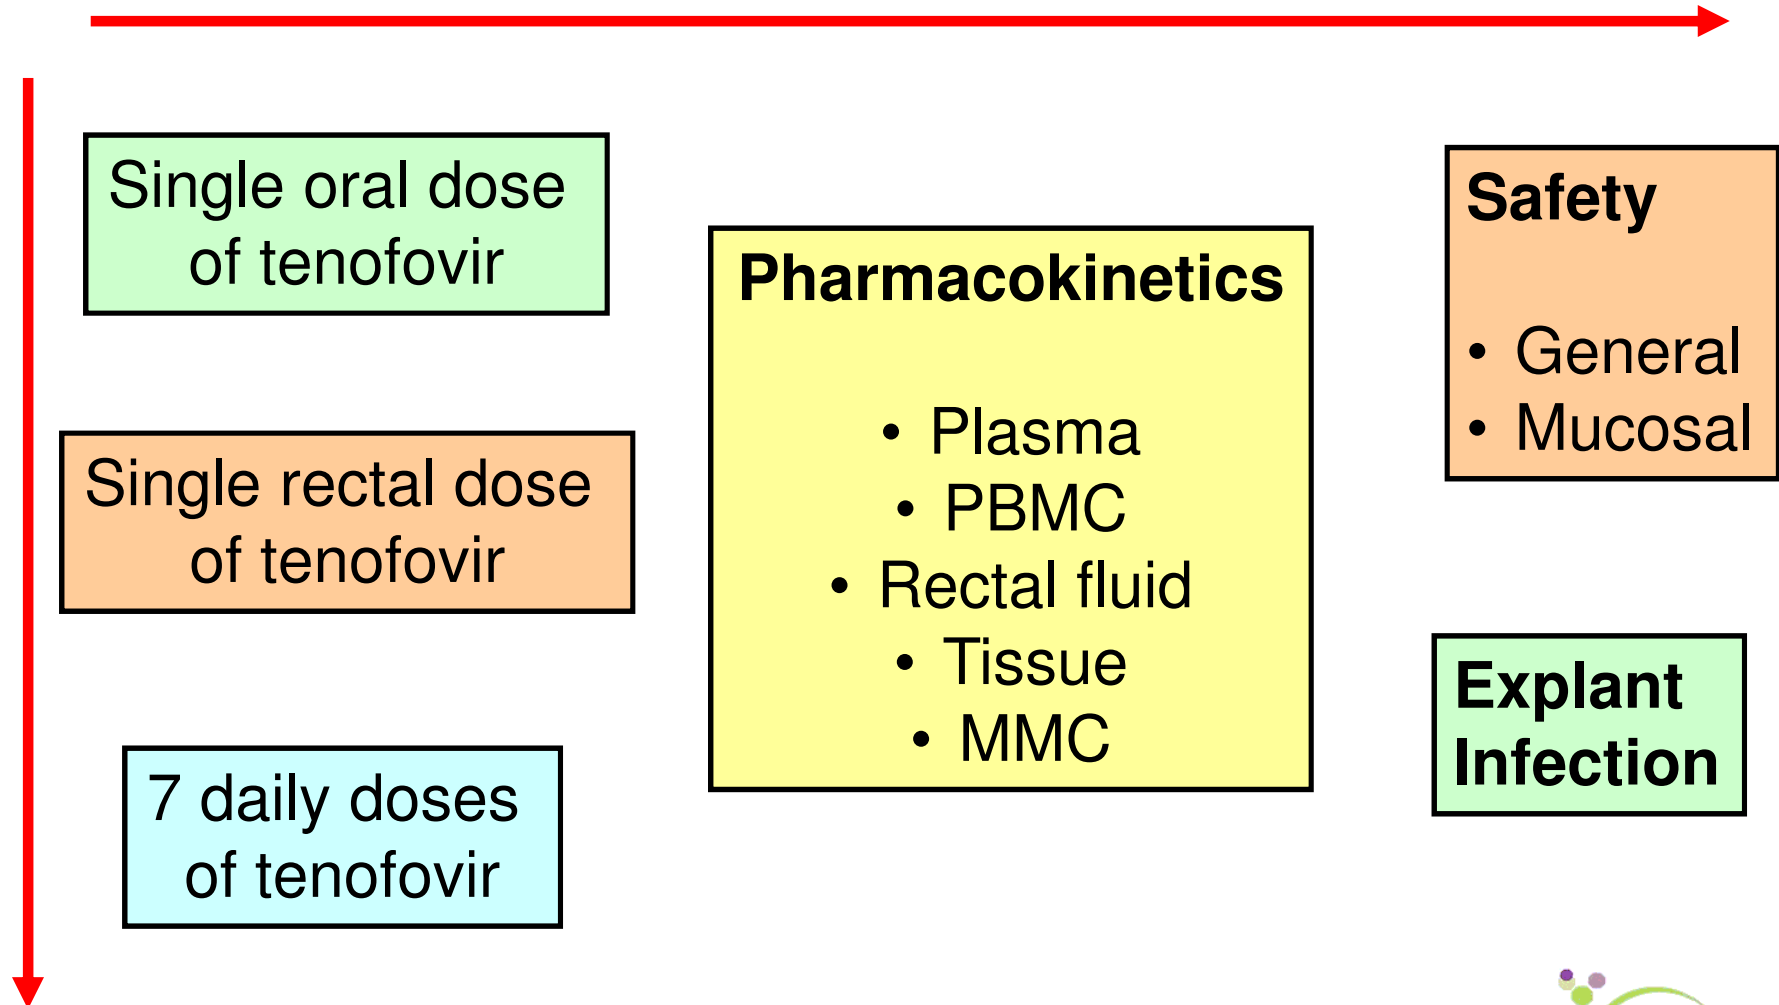 Single oral dose
of tenofovir
Single rectal dose
of tenofovir
7 daily doses
of tenofovir
Pharmacokinetics
• Plasma
• PBMC
• Rectal fluid
• Tissue
• MMC
Safety
• General
• Mucosal
Explant
Infection